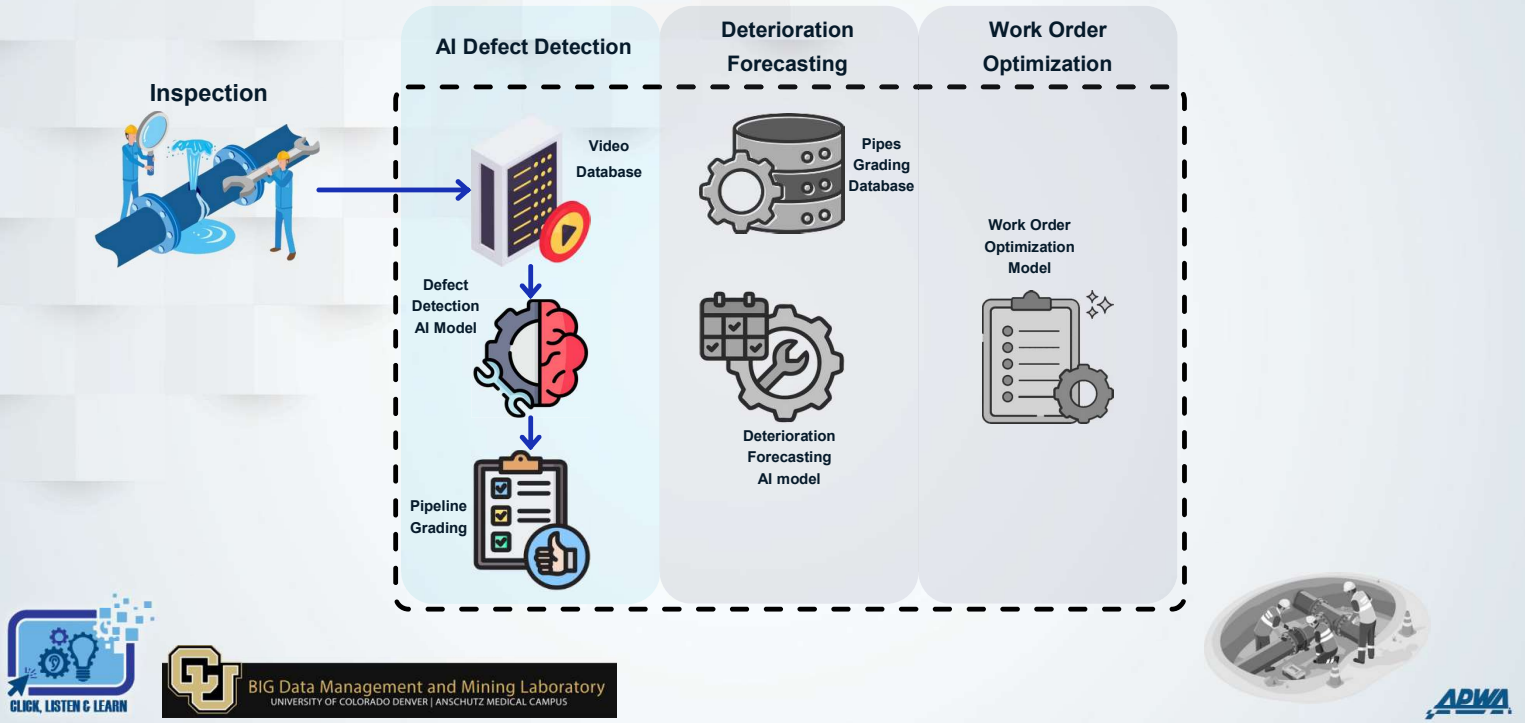 AI Defect Detection
Deterioration
Forecasting
Work Order
Optimization
Inspection
Video
Database
Pipes
Grading
Database
Defect
Detection
AI Model
Work Order
Optimization
Model
Deterioration
Forecasting
AI model
Pipeline
Grading
CLICK, LISTEN & LEARN
CU
BIG Data Management and Mining Laboratory
UNIVERSITY OF COLORADO DENVER | ANSCHUTZ MEDICAL CAMPUS
APWA